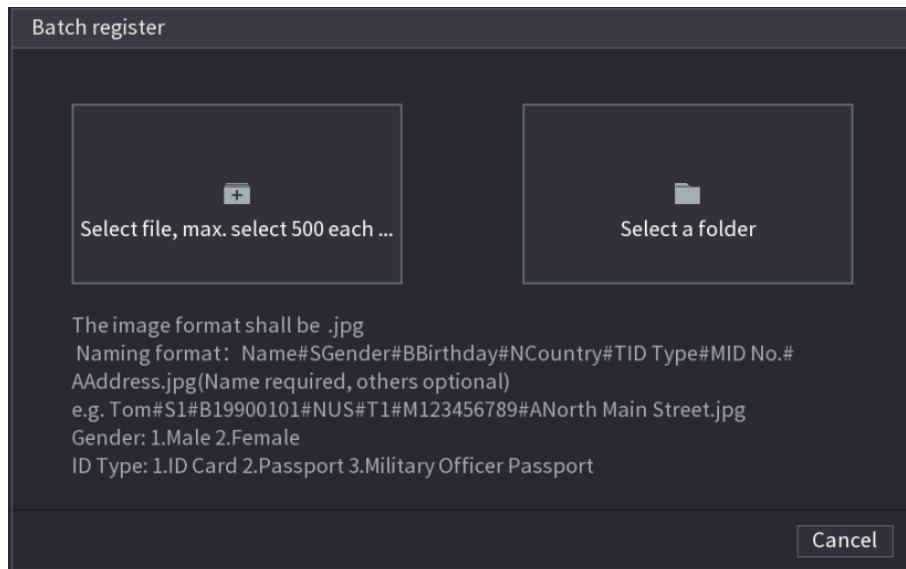 Batch register
Select file, max. select 500 each ...
Select a folder
The image format shall be .jpg
Naming format：Name#SGender#BBirthday#NCountry#TID Type#MID No.#
AAddress.jpg(Name required, others optional)
e.g. Tom#S1#B19900101#NUS#T1#M123456789#ANorth Main Street.jpg
Gender: 1.Male 2.Female
ID Type: 1.ID Card 2.Passport 3.Military Officer Passport
Cancel